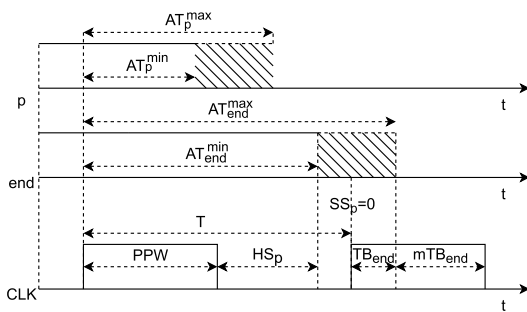 AT_p^max
AT_p^min
p t
AT_end^max
AT_end^min
end t
SS_p=0
T
PPW HS_p TB_end mTB_end
CLK t